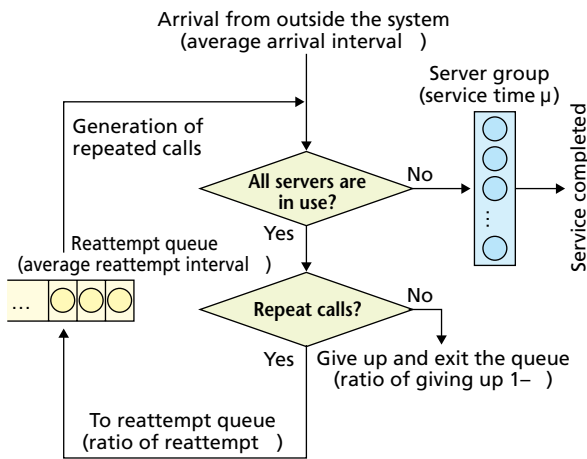 Arrival from outside the system
(average arrival interval )
Server group
(service time μ)
Generation of
repeated calls
All servers are
in use?
No
...
Service completed
Yes
Reattempt queue
(average reattempt interval )
...
Repeat calls?
No
Yes
Give up and exit the queue
(ratio of giving up 1– )
To reattempt queue
(ratio of reattempt )